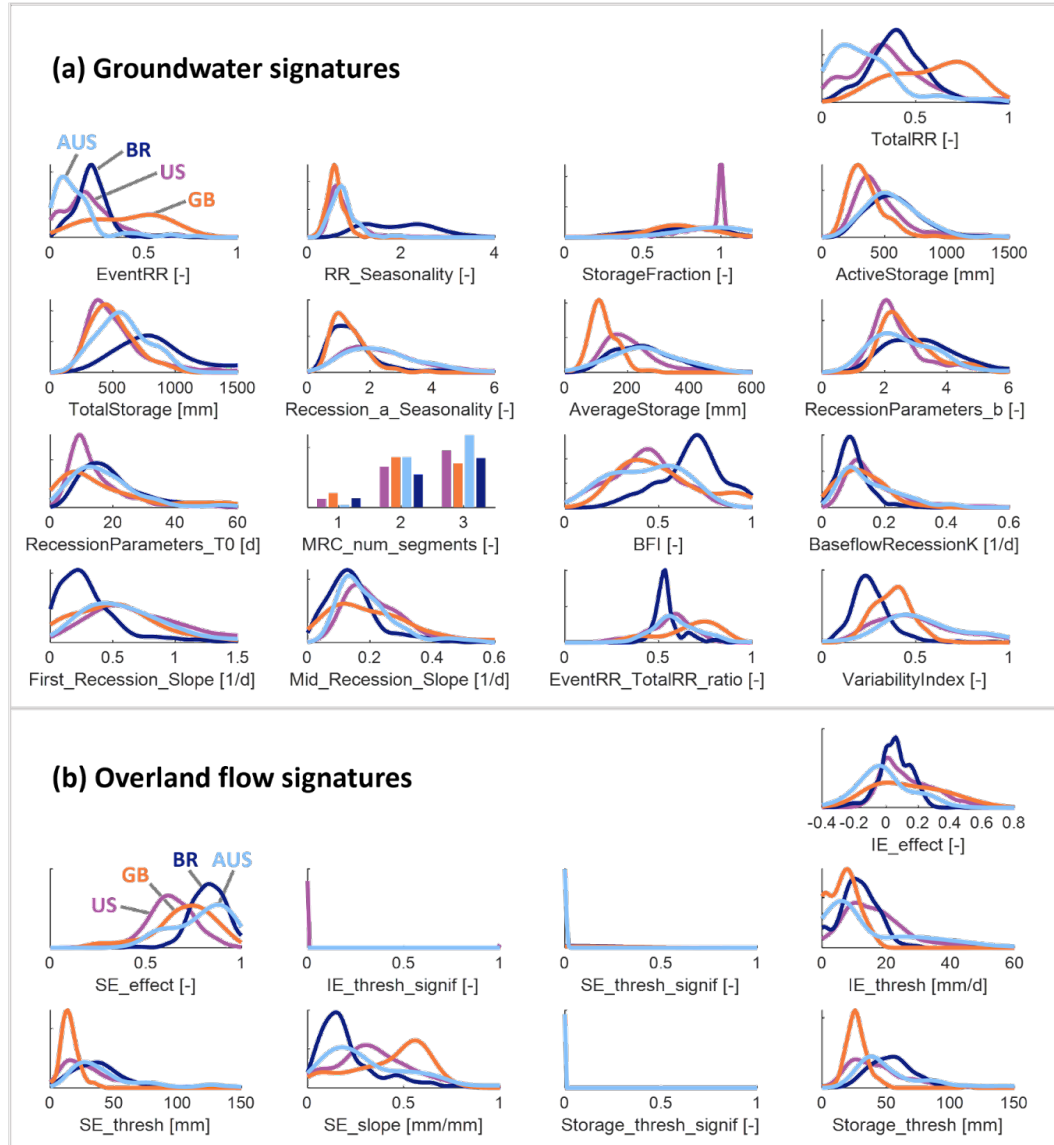 (a) Groundwater signatures
0 0.5 1
TotalRR [-]
AUS BR US GB
0 0.5 1
EventRR [-]
0 2 4
RR_Seasonality [-]
0 0.5 1
StorageFraction [-]
0 500 1000 1500
ActiveStorage [mm]
0 500 1000 1500
TotalStorage [mm]
0 2 4 6
Recession_a_Seasonality [-]
0 200 400 600
AverageStorage [mm]
0 2 4 6
RecessionParameters_b [-]
0 20 40 60
RecessionParameters_T0 [d]
1 2 3
MRC_num_segments [-]
0 0.5 1
BFI [-]
0 0.2 0.4 0.6
BaseflowRecessionK [1/d]
0 0.5 1 1.5
First_Recession_Slope [1/d]
0 0.2 0.4 0.6
Mid_Recession_Slope [1/d]
0 0.5 1
EventRR_TotalRR_ratio [-]
0 0.5 1
VariabilityIndex [-]
(b) Overland flow signatures
-0.4 -0.2 0 0.2 0.4 0.6 0.8
IE_effect [-]
US GB BR AUS
0 0.5 1
SE_effect [-]
0 0.5 1
IE_thresh_signif [-]
0 0.5 1
SE_thresh_signif [-]
0 20 40 60
IE_thresh [mm/d]
0 50 100 150
SE_thresh [mm]
0 0.5 1
SE_slope [mm/mm]
0 0.5 1
Storage_thresh_signif [-]
0 50 100 150
Storage_thresh [mm]